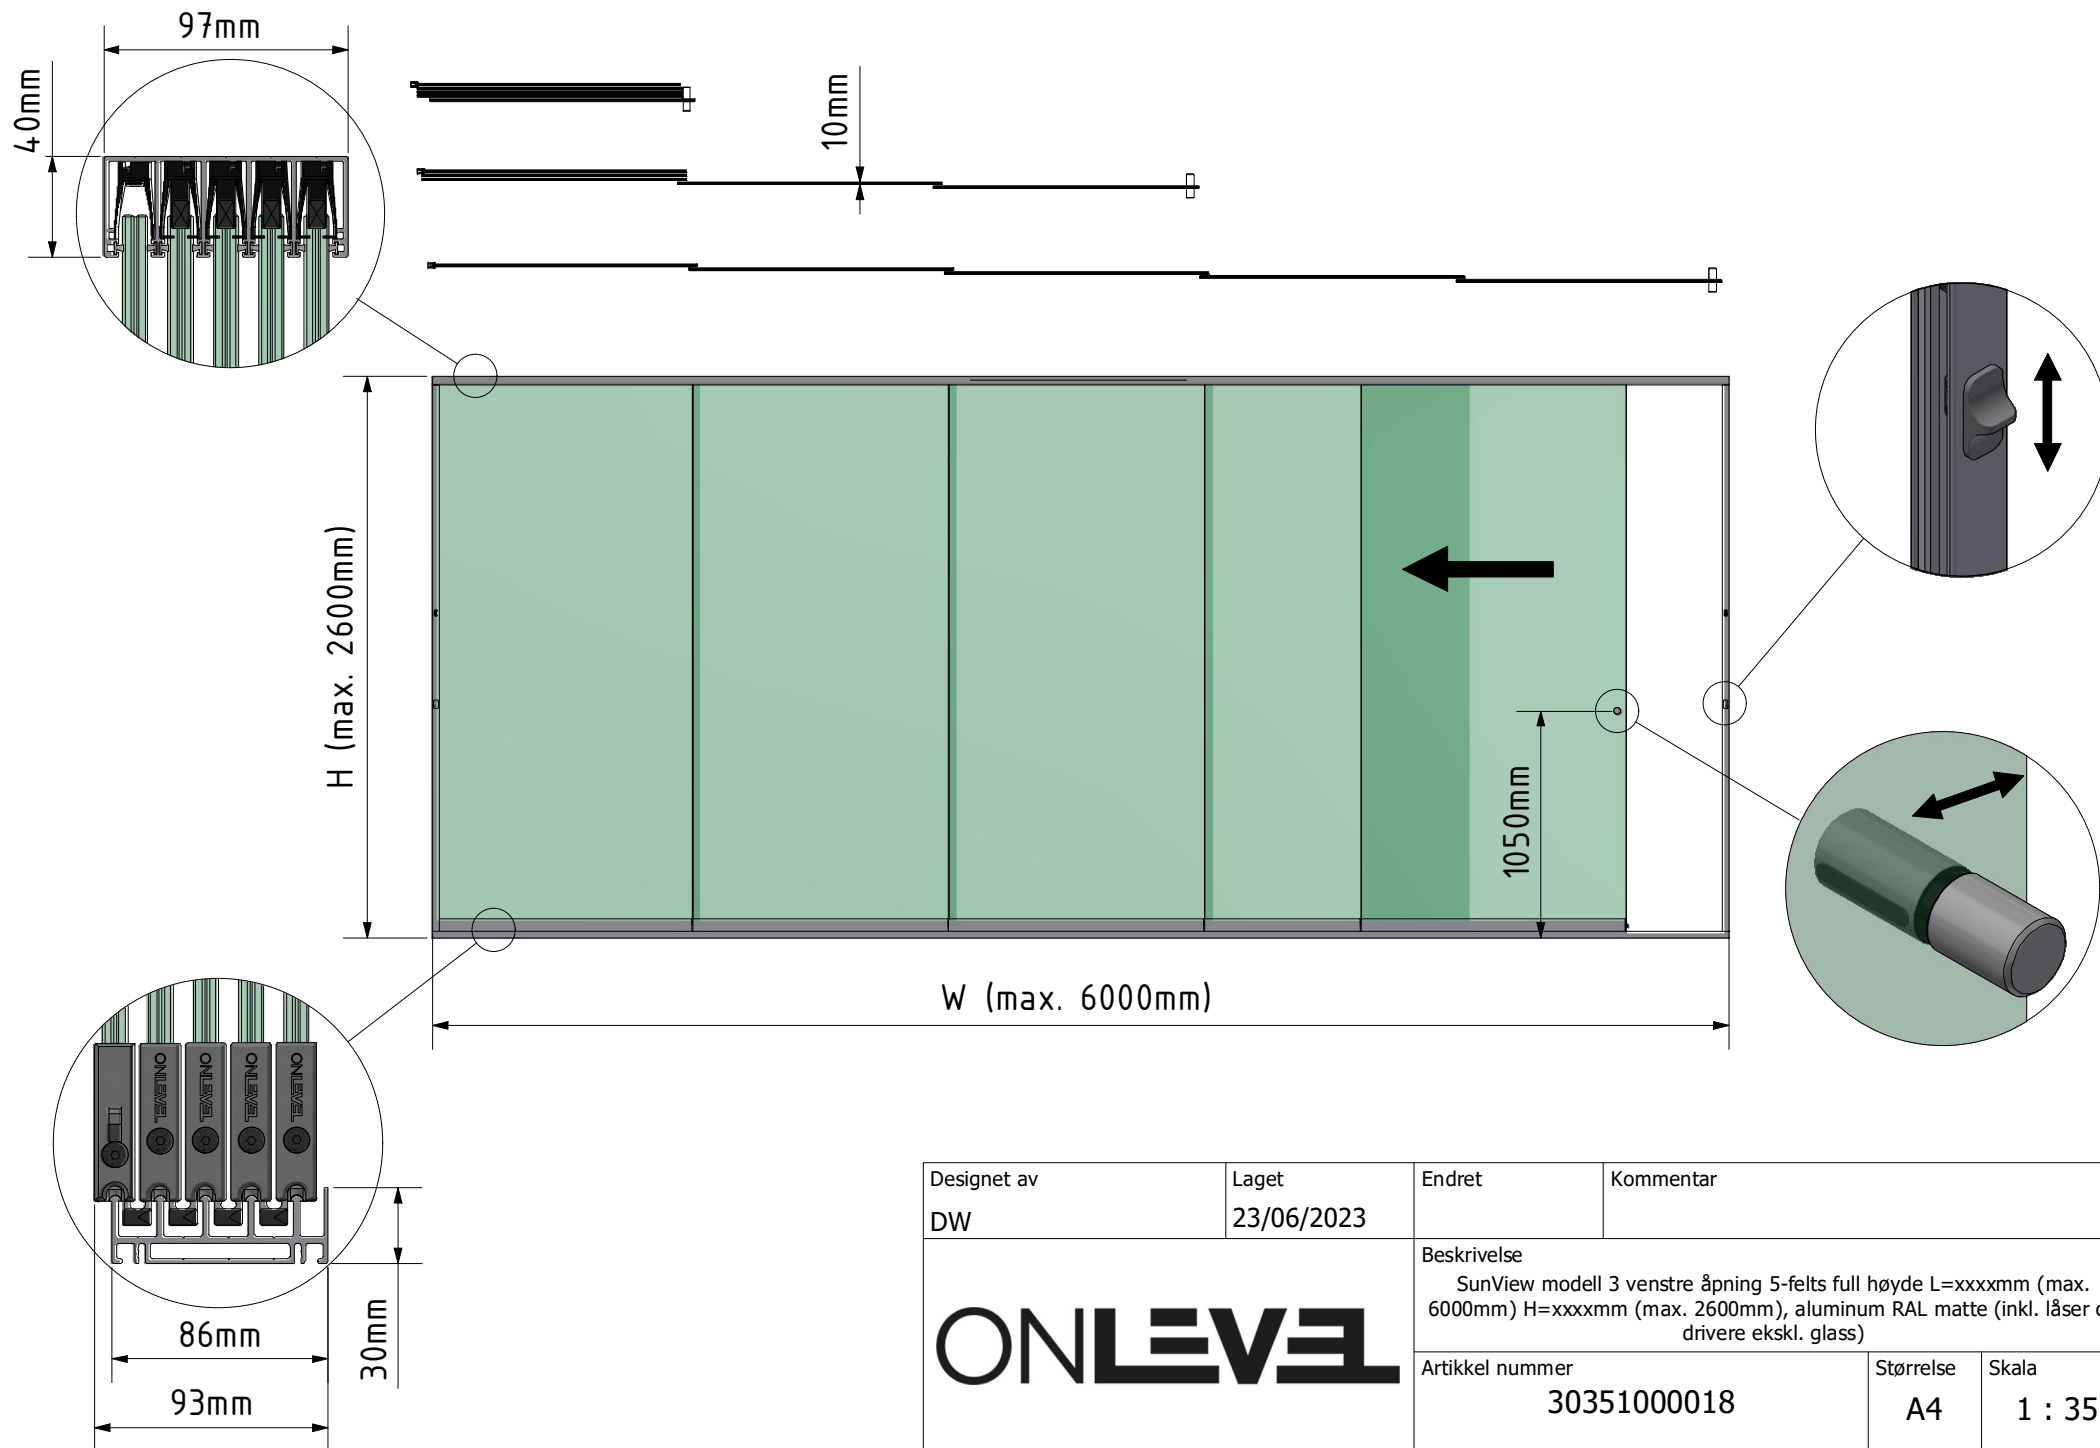 97mm
40mm
10mm
H (max. 2600mm)
1050mm
W (max. 6000mm)
ONLEVEL
ONLEVEL
ONLEVEL
ONLEVEL
86mm
93mm
30mm
Designet av
DW
Laget
23/06/2023
Endret
Kommentar
ONLEVEL
Beskrivelse
SunView modell 3 venstre åpning 5-felts full høyde L=xxxxmm (max.
6000mm) H=xxxxmm (max. 2600mm), aluminum RAL matte (inkl. låser
drivere ekskl. glass)
Artikkel nummer
30351000018
Størrelse
A4
Skala
1 : 35